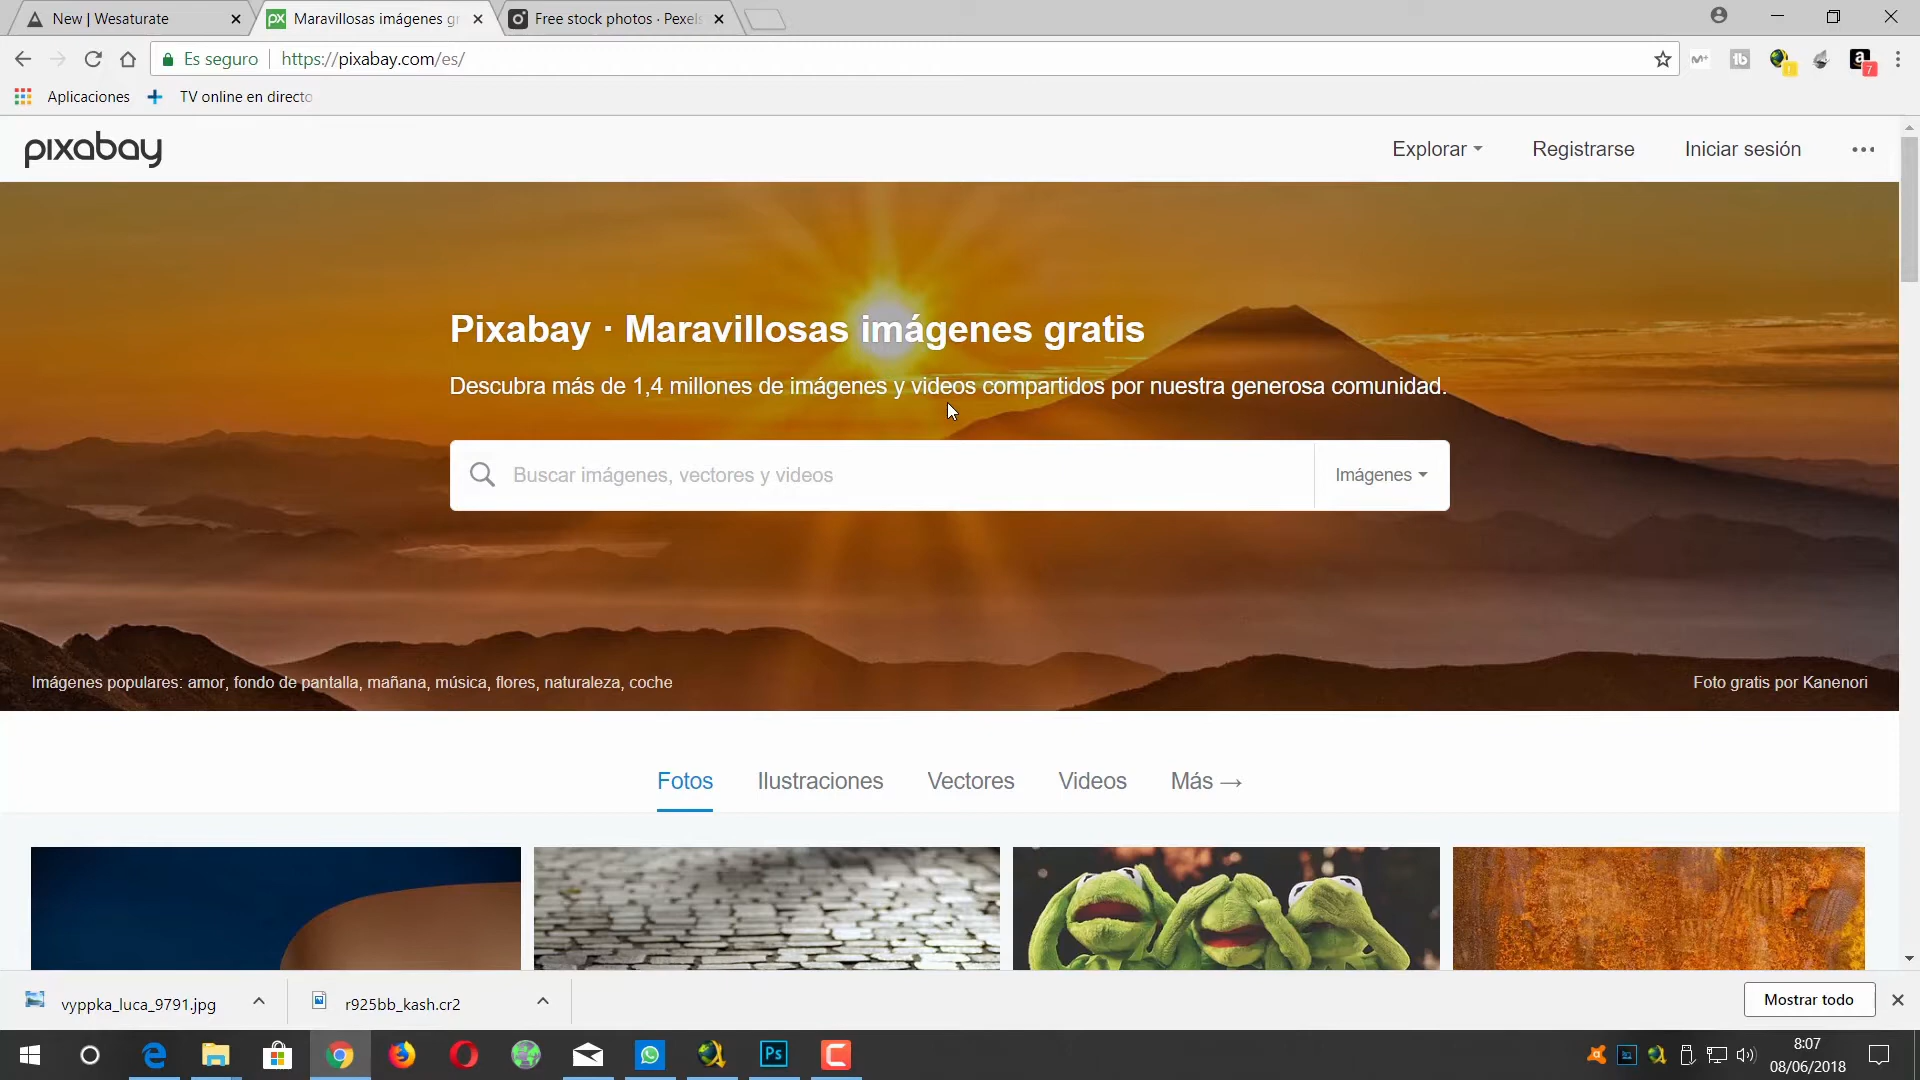 New | Wesaturate
Maravillosas imágenes gr
Free stock photos · Pexels
Es seguro
https://pixabay.com/es/
7
Aplicaciones
TV online en directo
pixabay
Explorar
Registrarse
Iniciar sesión
Pixabay · Maravillosas imágenes gratis
Descubra más de 1,4 millones de imágenes y videos compartidos por nuestra generosa comunidad.
Buscar imágenes, vectores y videos
Imágenes
Imágenes populares: amor, fondo de pantalla, mañana, música, flores, naturaleza, coche
Foto gratis por Kanenori
Fotos
Ilustraciones
Vectores
Videos
Más →
vyppka_luca_9791.jpg
r925bb_kash.cr2
Mostrar todo
Ps
8:07
08/06/2018